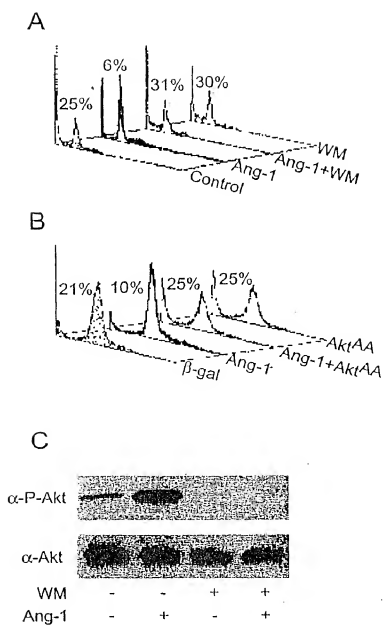 A
25%
6%
31%
30%
WM
Ang-1+WM
Ang-1
Control
B
21%
10%
25%
25%
AktAA
Ang-1+AktAA
Ang-1
β-gal
C
α-P-Akt
α-Akt
WM - - + +
Ang-1 - + - +